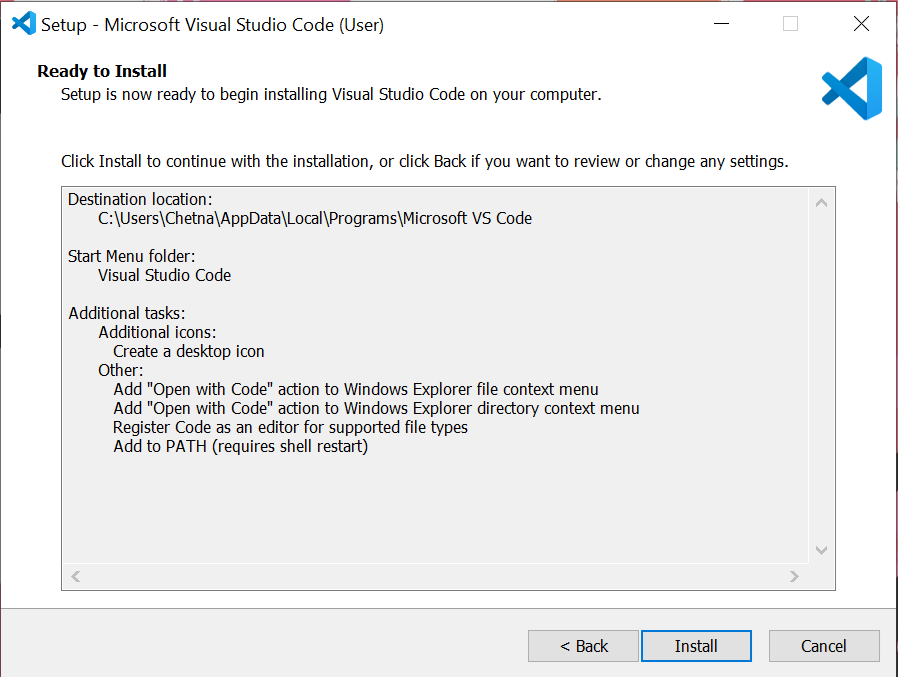 Setup - Microsoft Visual Studio Code (User)
Ready to Install
Setup is now ready to begin installing Visual Studio Code on your computer.
Click Install to continue with the installation, or click Back if you want to review or change any settings.
Destination location:
C:\Users\Chetna\AppData\Local\Programs\Microsoft VS Code
Start Menu folder:
Visual Studio Code
Additional tasks:
Additional icons:
Create a desktop icon
Other:
Add "Open with Code" action to Windows Explorer file context menu
Add "Open with Code" action to Windows Explorer directory context menu
Register Code as an editor for supported file types
Add to PATH (requires shell restart)
< Back Install Cancel